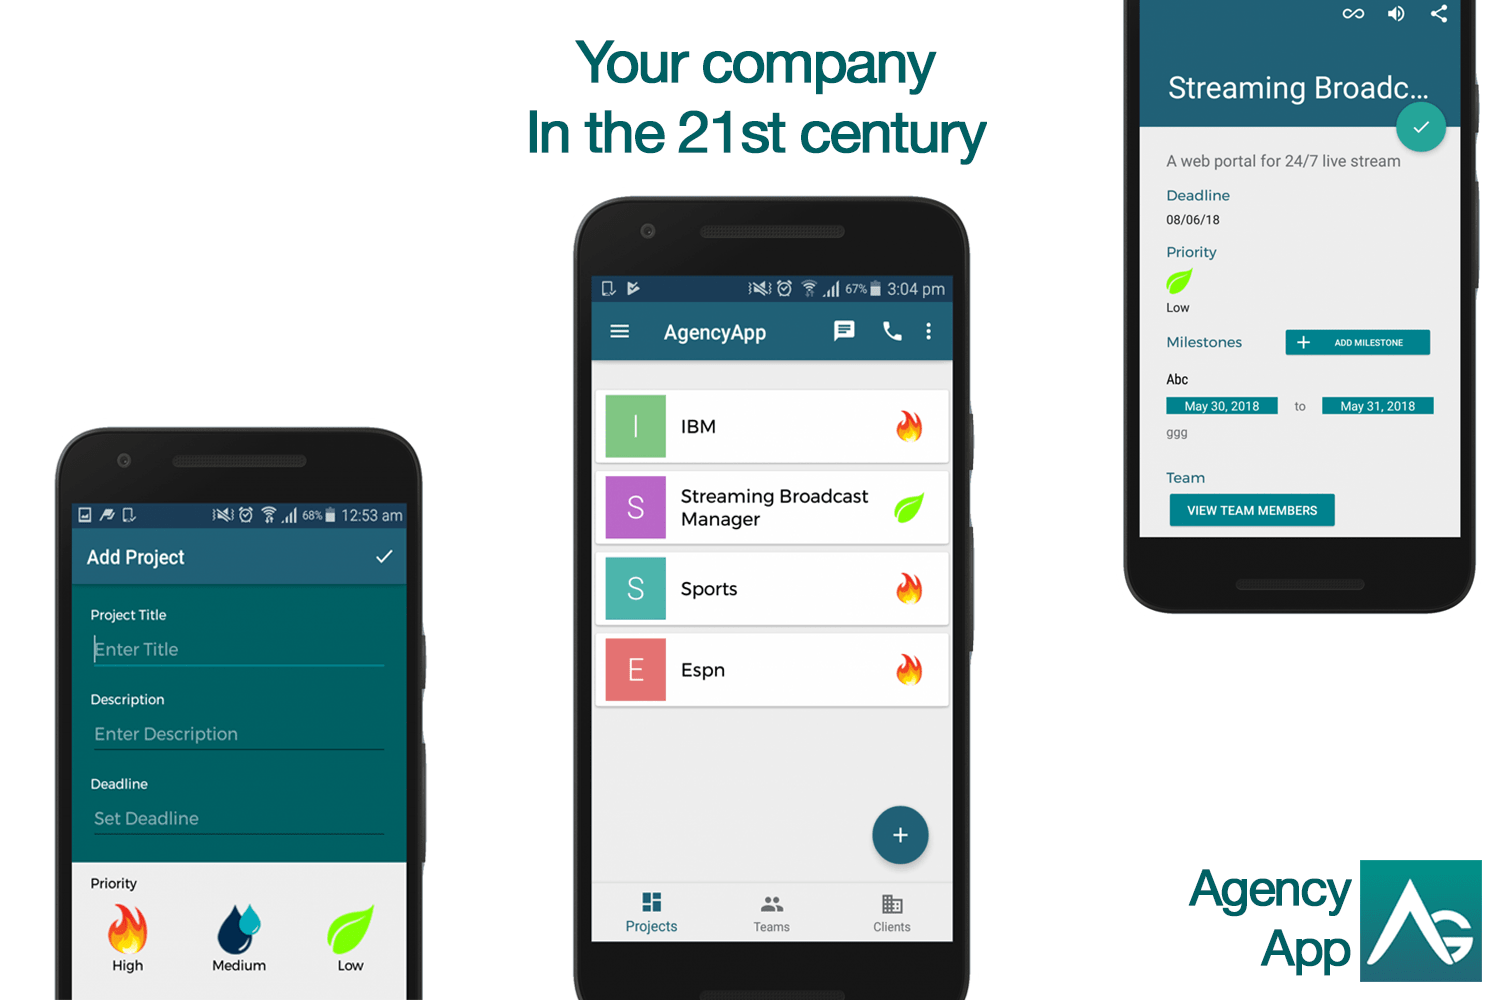 Your company
In the 21st century
Streaming Broadc...
A web portal for 24/7 live stream
Deadline
08/06/18
Priority
Low
Milestones
ADD MILESTONE
Abc
May 30, 2018 to May 31, 2018
ggg
Team
VIEW TEAM MEMBERS
67% 3:04 pm
AgencyApp
I IBM
S Streaming Broadcast
Manager
S Sports
E Espn
+
Projects Teams Clients
68% 12:53 am
Add Project
Project Title
Enter Title
Description
Enter Description
Deadline
Set Deadline
Priority
High Medium Low
Agency
App
AG